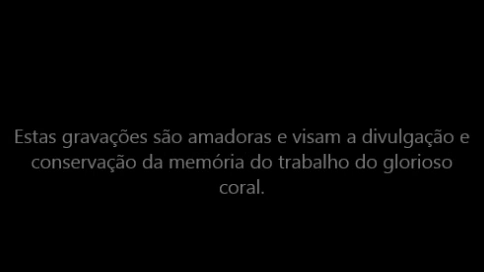 Estas gravações são amadoras e visam a divulgação e
conservação da memória do trabalho do glorioso
coral.